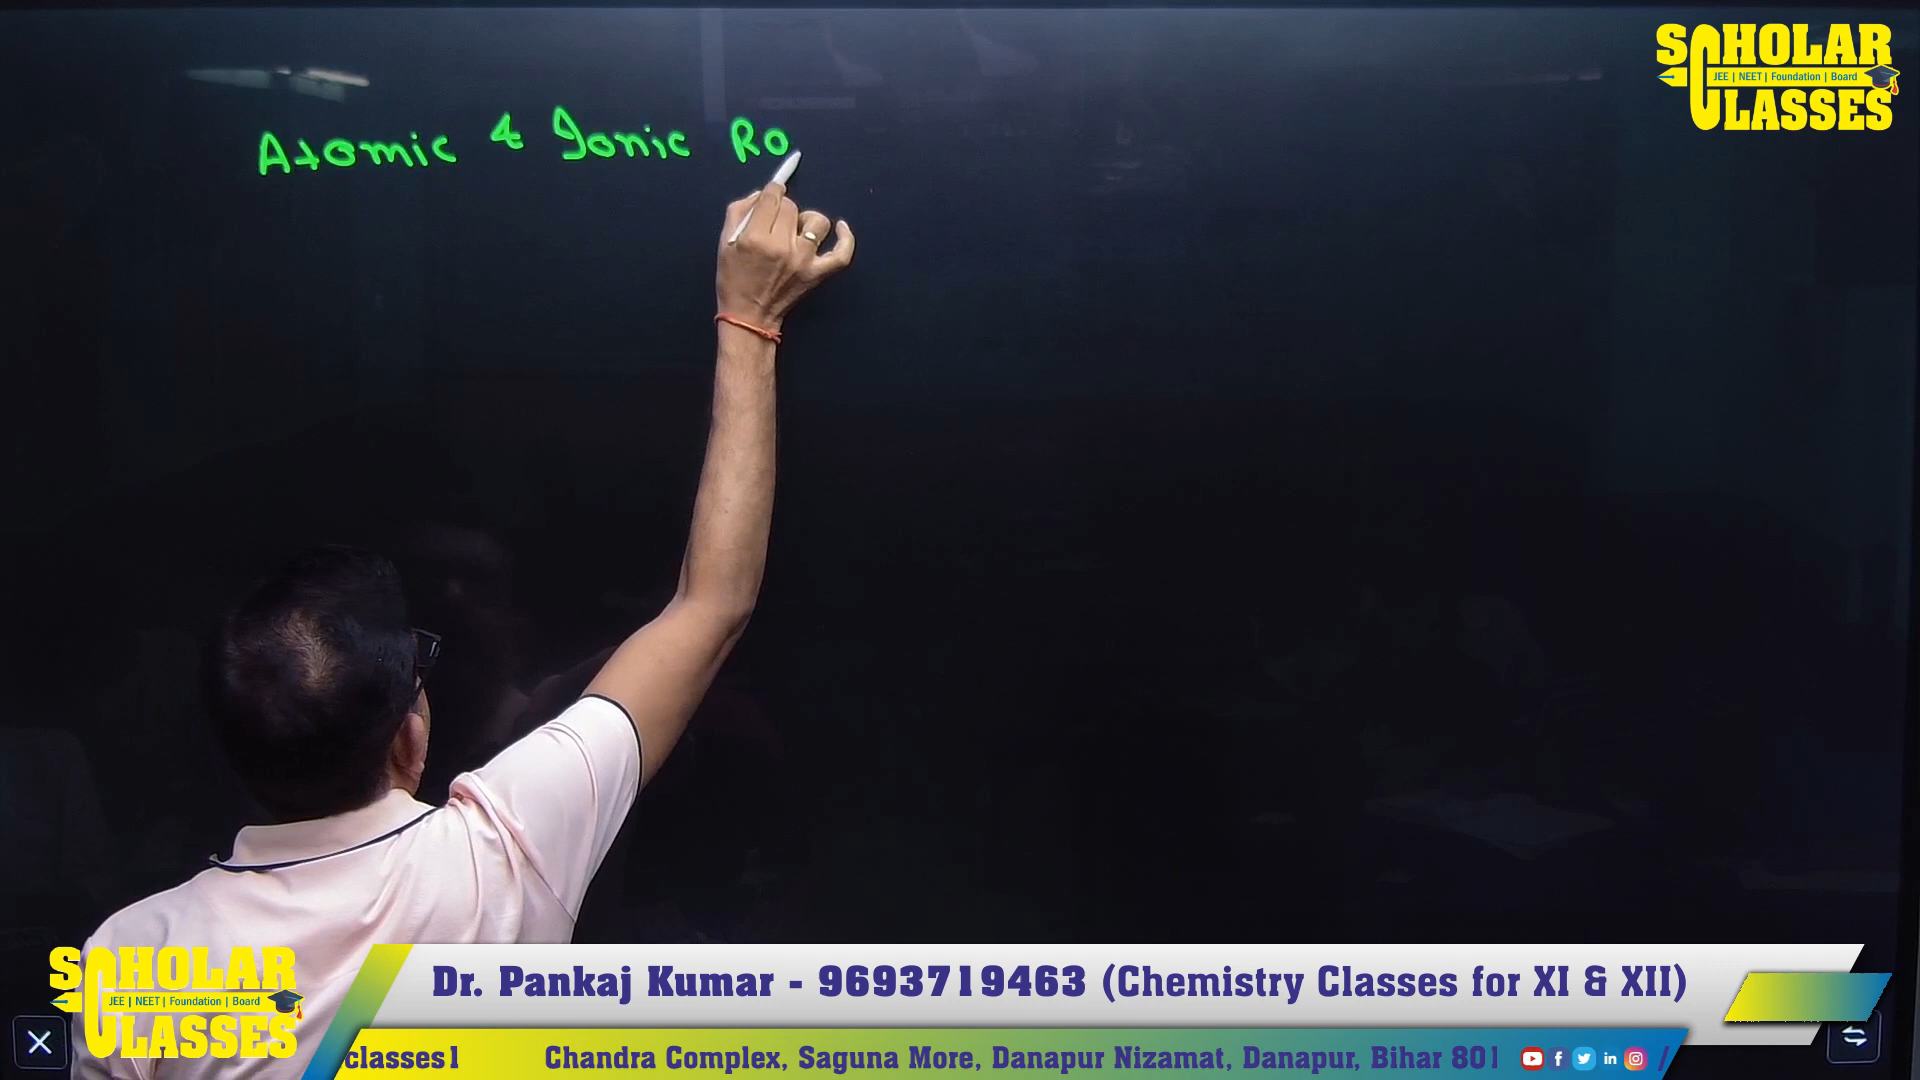 SCHOLAR
JEE | NEET | Foundation | Board
CLASSES
Atomic & Ionic Ra
SCHOLAR
JEE | NEET | Foundation | Board
CLASSES
Dr. Pankaj Kumar - 9693719463 (Chemistry Classes for XI & XII)
classes1 Chandra Complex, Saguna More, Danapur Nizamat, Danapur, Bihar 801